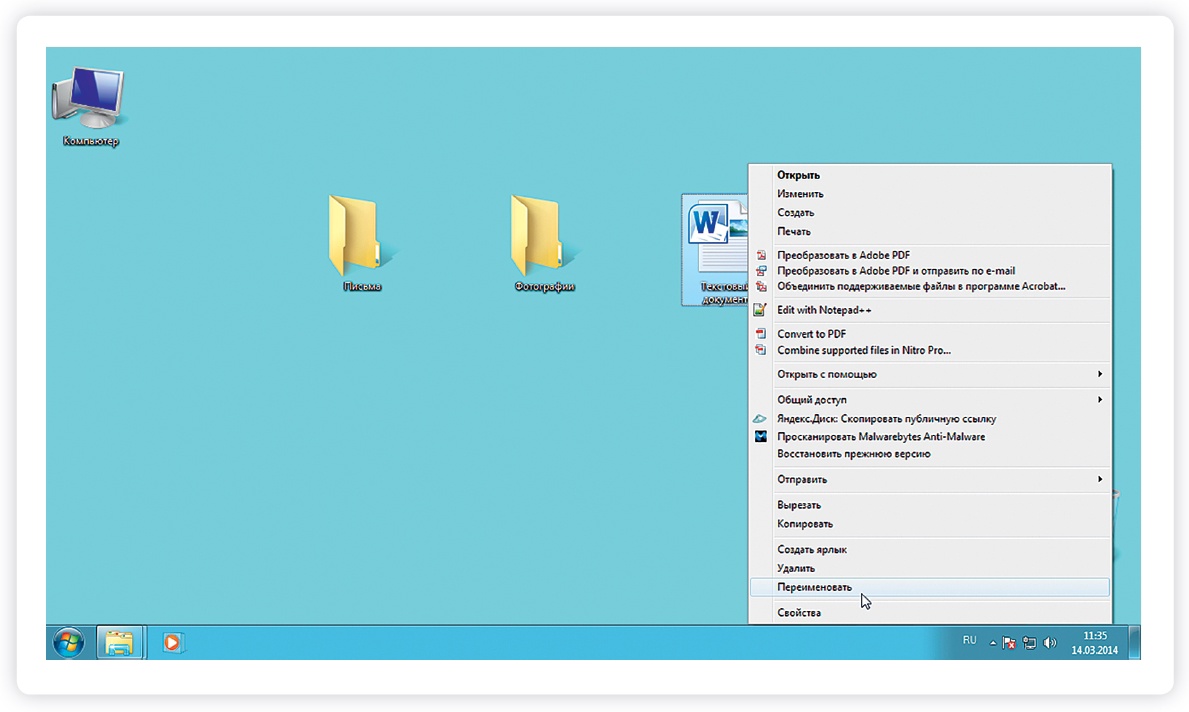 Компьютер
Письма
Фотографии
Текстовый
документ
Открыть
Изменить
Создать
Печать
Преобразовать в Adobe PDF
Преобразовать в Adobe PDF и отправить по e-mail
Объединить поддерживаемые файлы в программе Acrobat...
Edit with Notepad++
Convert to PDF
Combine supported files in Nitro Pro...
Открыть с помощью
Общий доступ
Яндекс.Диск: Скопировать публичную ссылку
Просканировать Malwarebytes Anti-Malware
Восстановить прежнюю версию
Отправить
Вырезать
Копировать
Создать ярлык
Удалить
Переименовать
Свойства
RU
11:35
14.03.2014